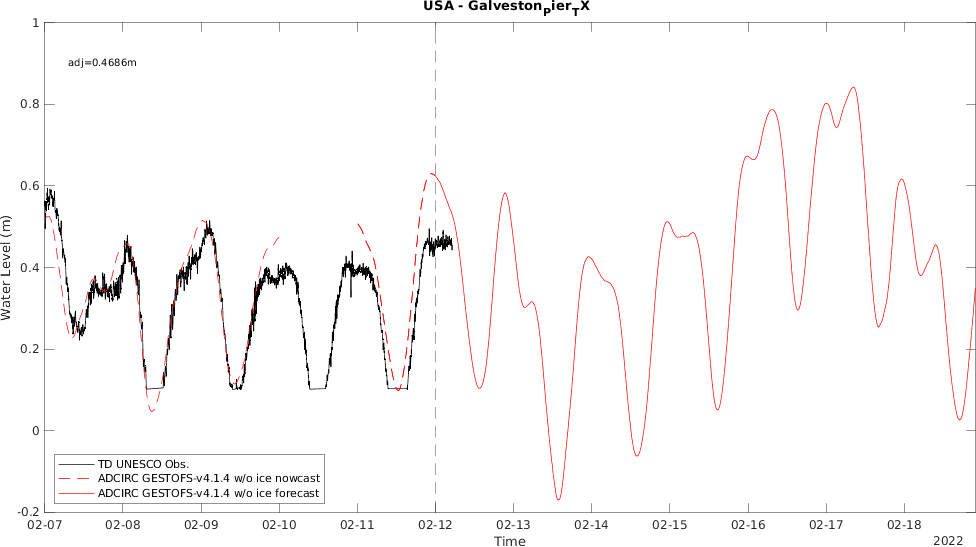 USA - GalvestonPierTX
adj=0.4686m
1
0.8
0.6
0.4
0.2
0
-0.2
Water Level (m)
TD UNESCO Obs.
ADCIRC GESTOFS-v4.1.4 w/o ice nowcast
ADCIRC GESTOFS-v4.1.4 w/o ice forecast
02-07 02-08 02-09 02-10 02-11 02-12 02-13 02-14 02-15 02-16 02-17 02-18
Time
2022